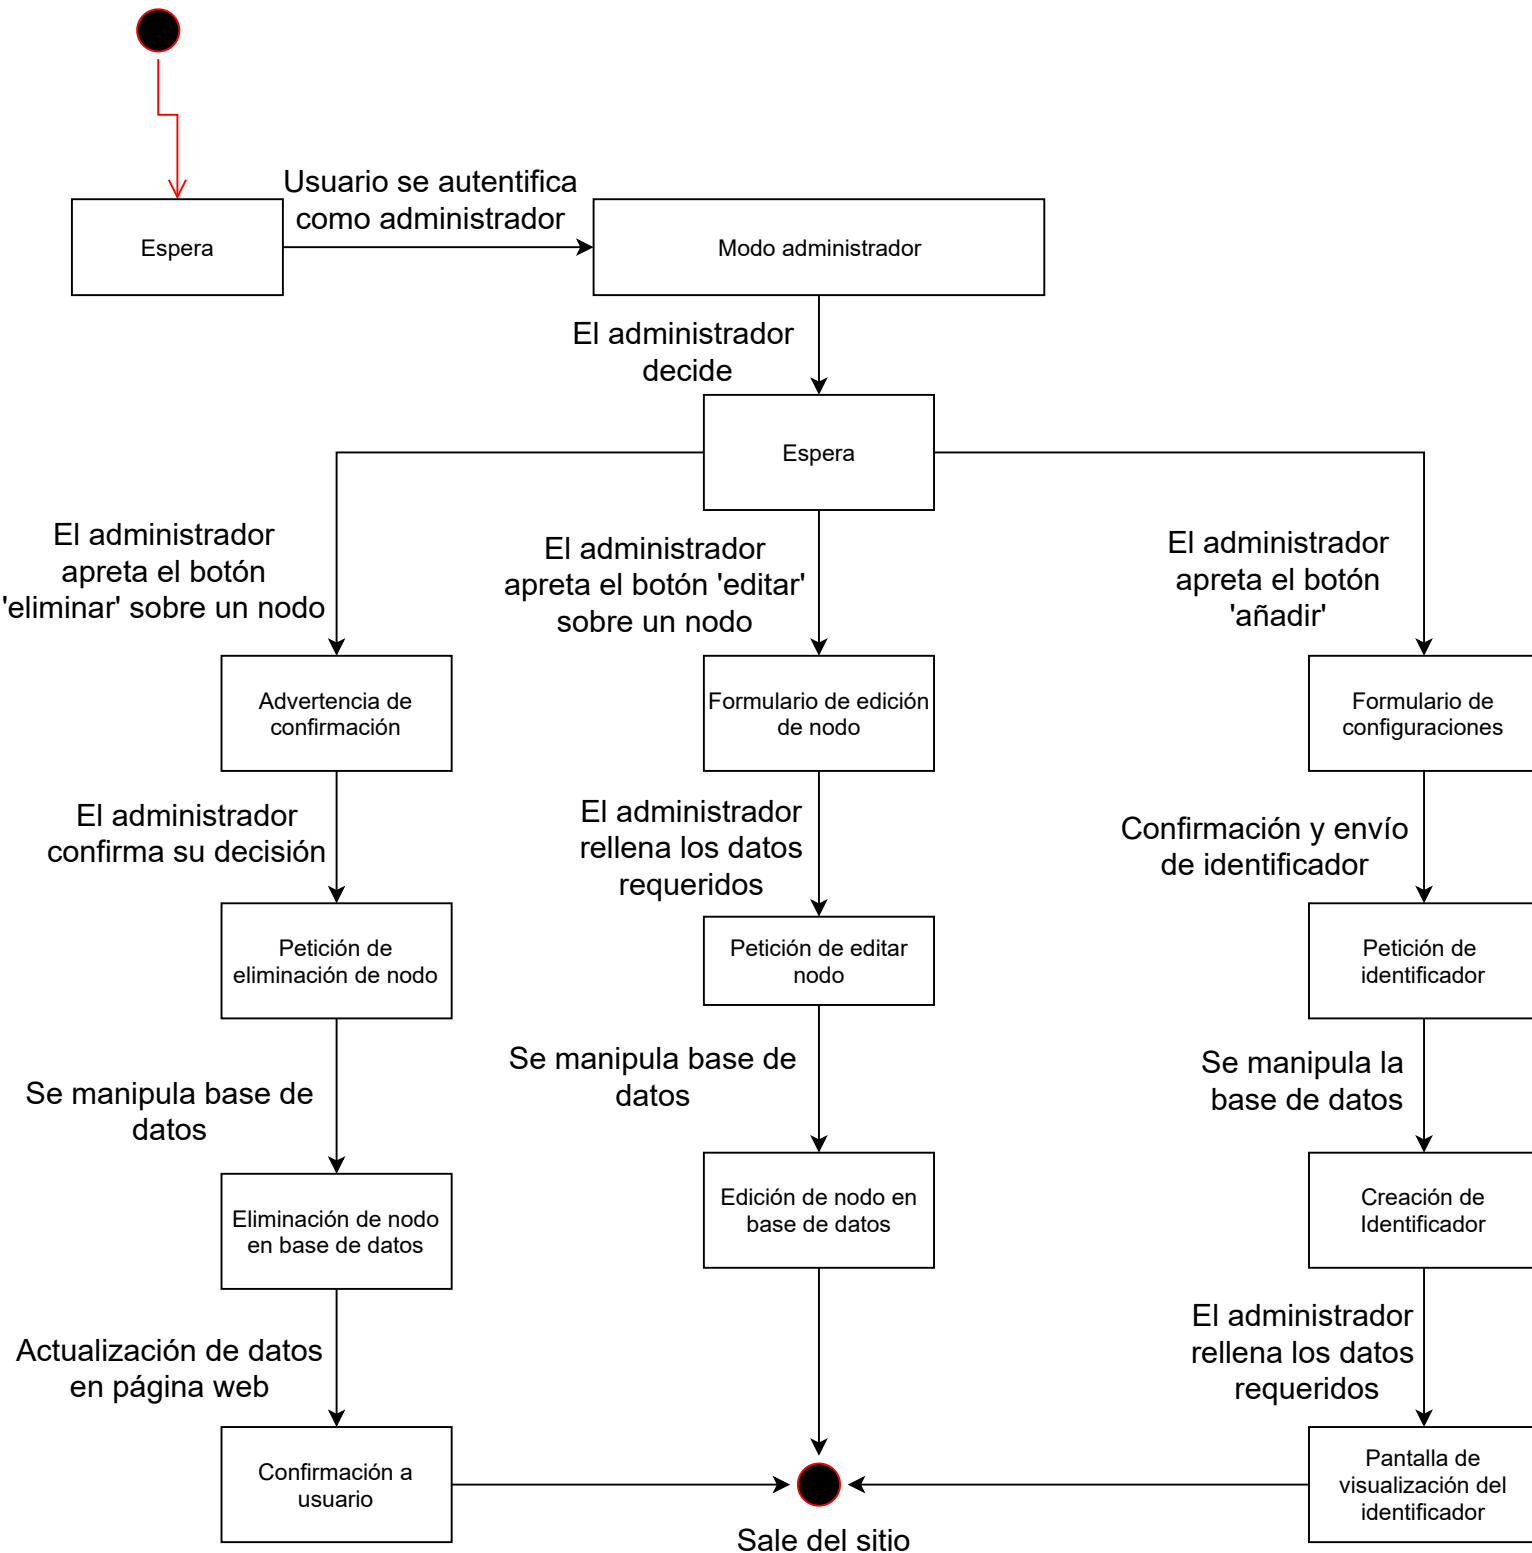 Usuario se autentifica
como administrador
Espera
Modo administrador
El administrador
decide
Espera
El administrador
apreta el botón
'eliminar' sobre un nodo
El administrador
apreta el botón 'editar'
sobre un nodo
El administrador
apreta el botón
'añadir'
Advertencia de
confirmación
Formulario de edición
de nodo
Formulario de
configuraciones
El administrador
confirma su decisión
El administrador
rellena los datos
requeridos
Confirmación y envío
de identificador
Petición de
eliminación de nodo
Petición de editar
nodo
Petición de
identificador
Se manipula base de
datos
Se manipula base de
datos
Se manipula la
base de datos
Eliminación de nodo
en base de datos
Edición de nodo en
base de datos
Creación de
Identificador
Actualización de datos
en página web
El administrador
rellena los datos
requeridos
Confirmación a
usuario
Pantalla de
visualización del
identificador
Sale del sitio